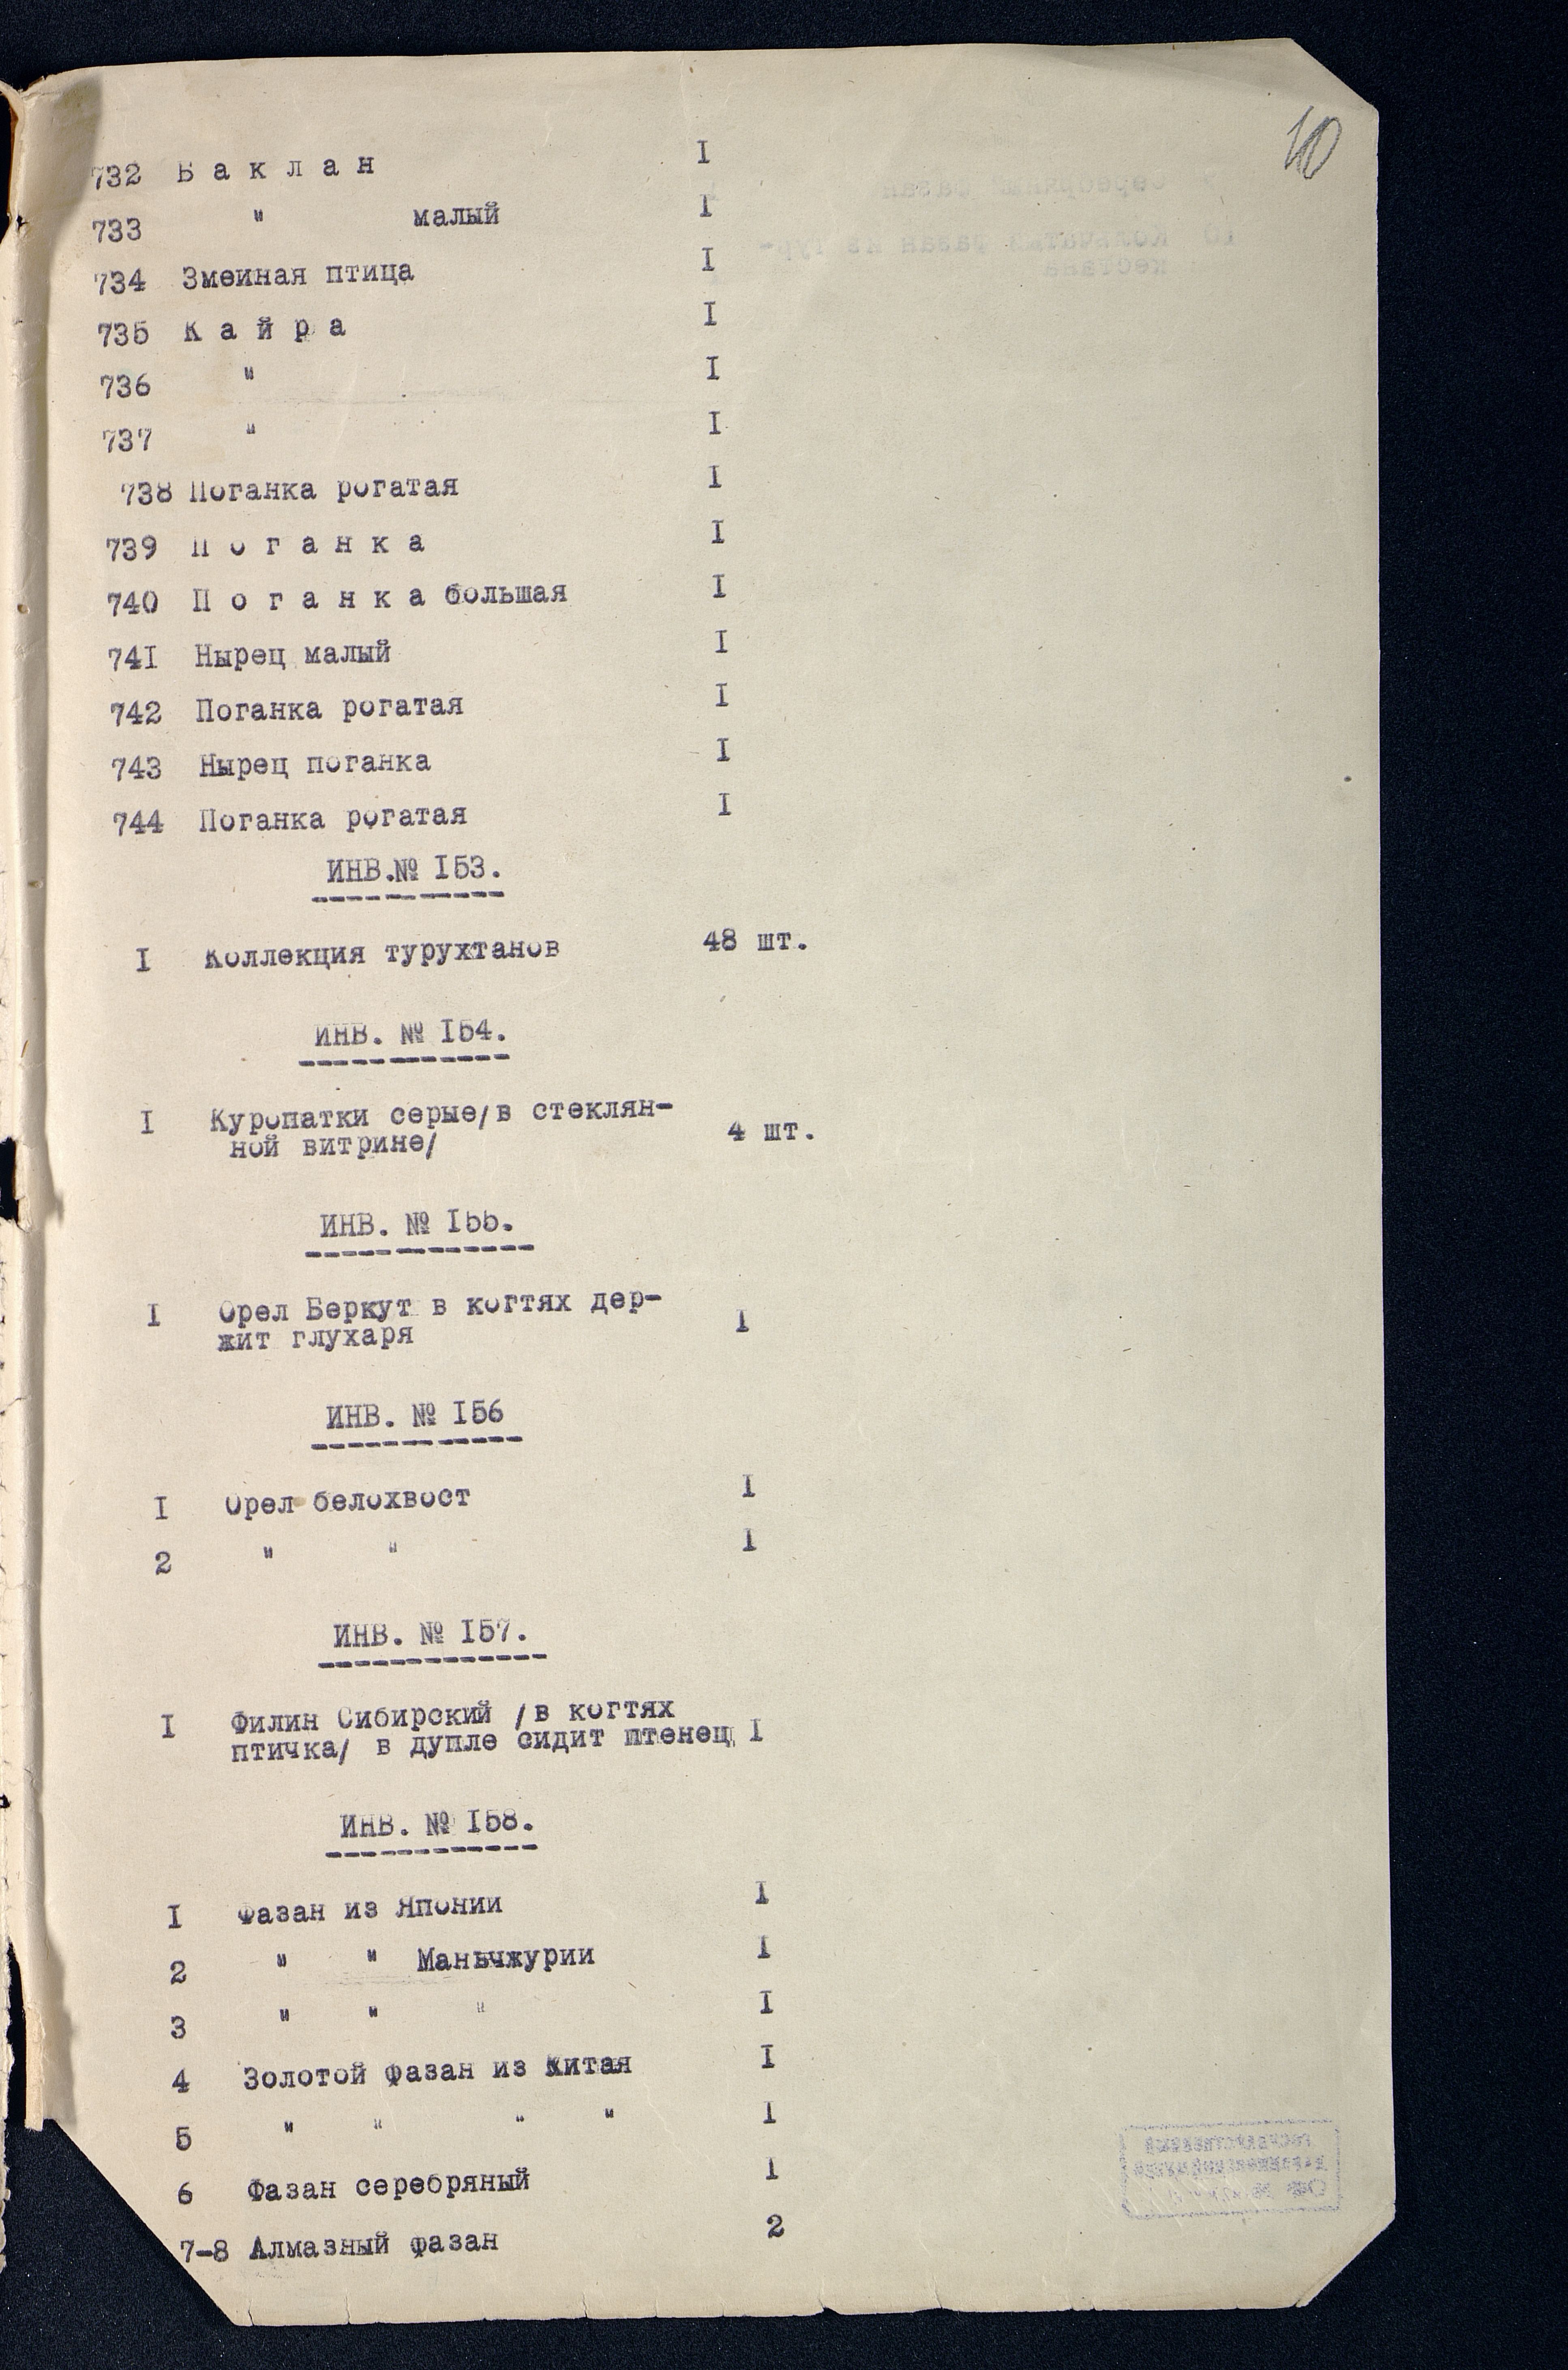 10
732 Б а к л а н I
733 " малый I
734 Змеиная птица I
735 К а й р а I
736 " I
737 " I
738 Поганка рогатая I
739 П о г а н к а I
740 П о г а н к а большая I
741 Нырец малый I
742 Поганка рогатая I
743 Нырец поганка I
744 Поганка рогатая I
ИНВ.№ I53.
I Коллекция турухтанов 48 шт.
ИНВ. № I54.
I Куропатки серые/в стеклян-
ной витрине/ 4 шт.
ИНВ. № I55.
I Орел Беркут в когтях дер-
жит глухаря I
ИНВ. № I56
I Орел белохвост I
2 " " I
ИНВ. № I57.
I Филин Сибирский /в когтях
птичка/ в дупле сидит птенец I
ИНВ. № I58.
I Фазан из Японии I
2 " " Маньчжурии I
3 " " " I
4 Золотой фазан из Китая I
5 " " " " I
6 Фазан серебряный I
7-8 Алмазный фазан 2